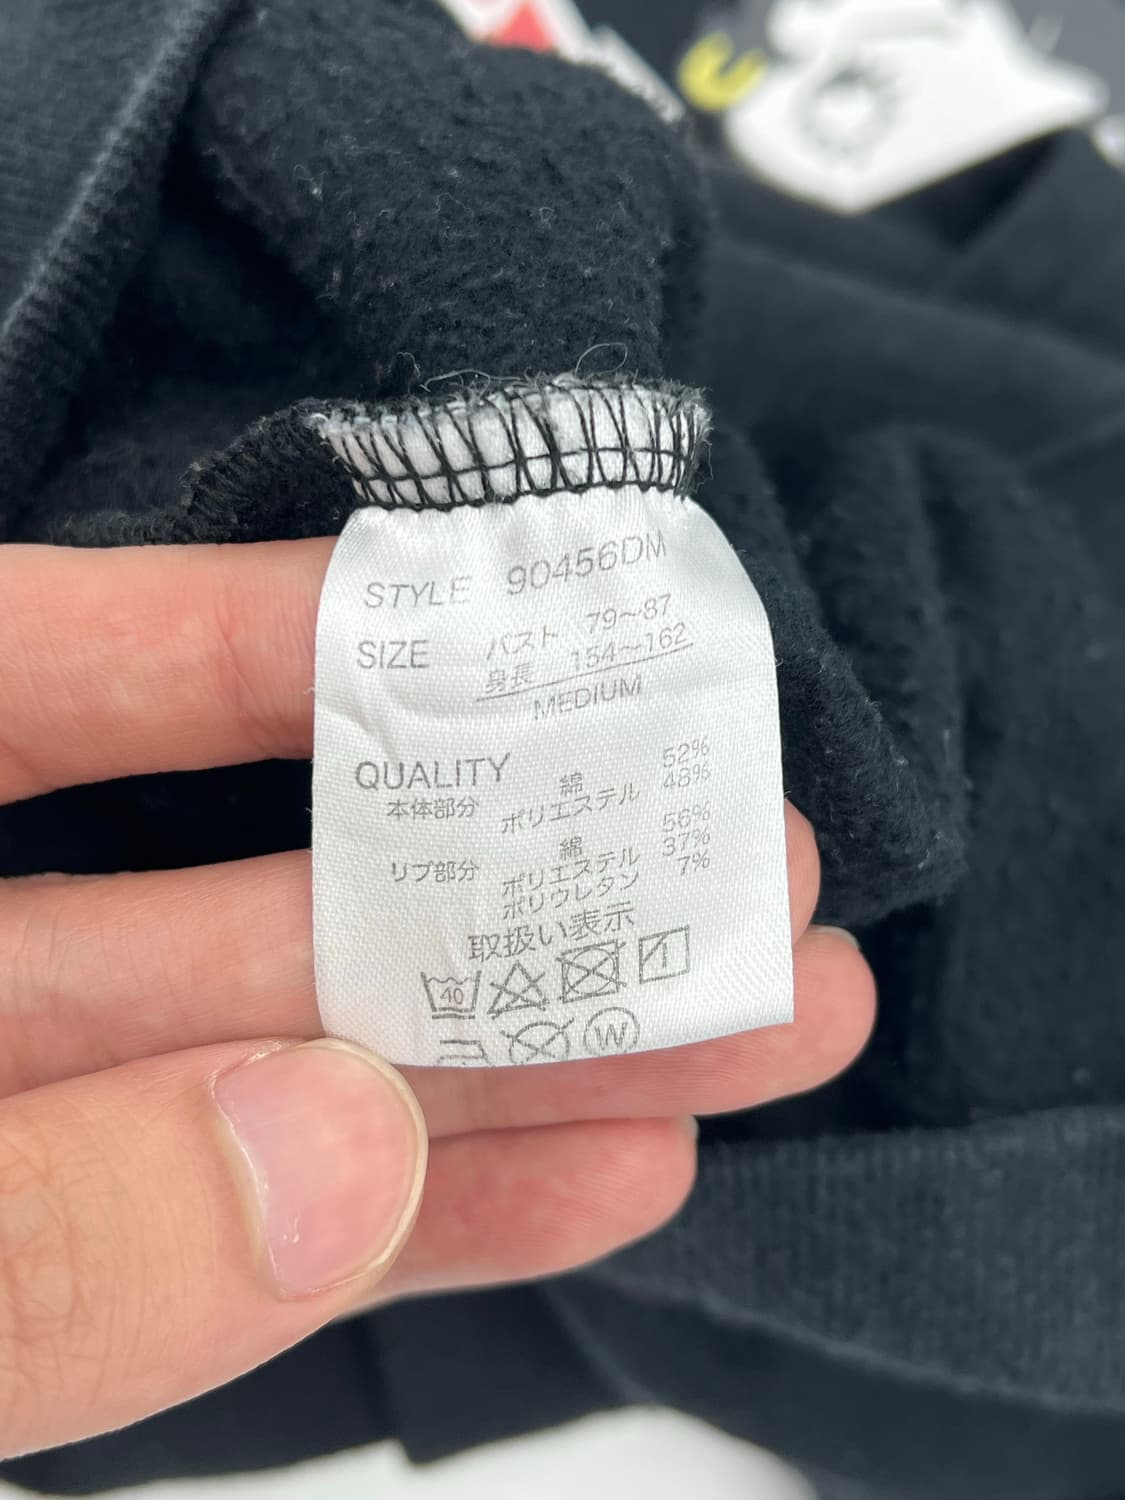 STYLE 90456DM
SIZE バスト 79～87
身長 154～162
MEDIUM
QUALITY
本体部分 綿 52%
ポリエステル 48%
リブ部分 綿 56%
ポリエステル 37%
ポリウレタン 7%
取扱い表示
40
W